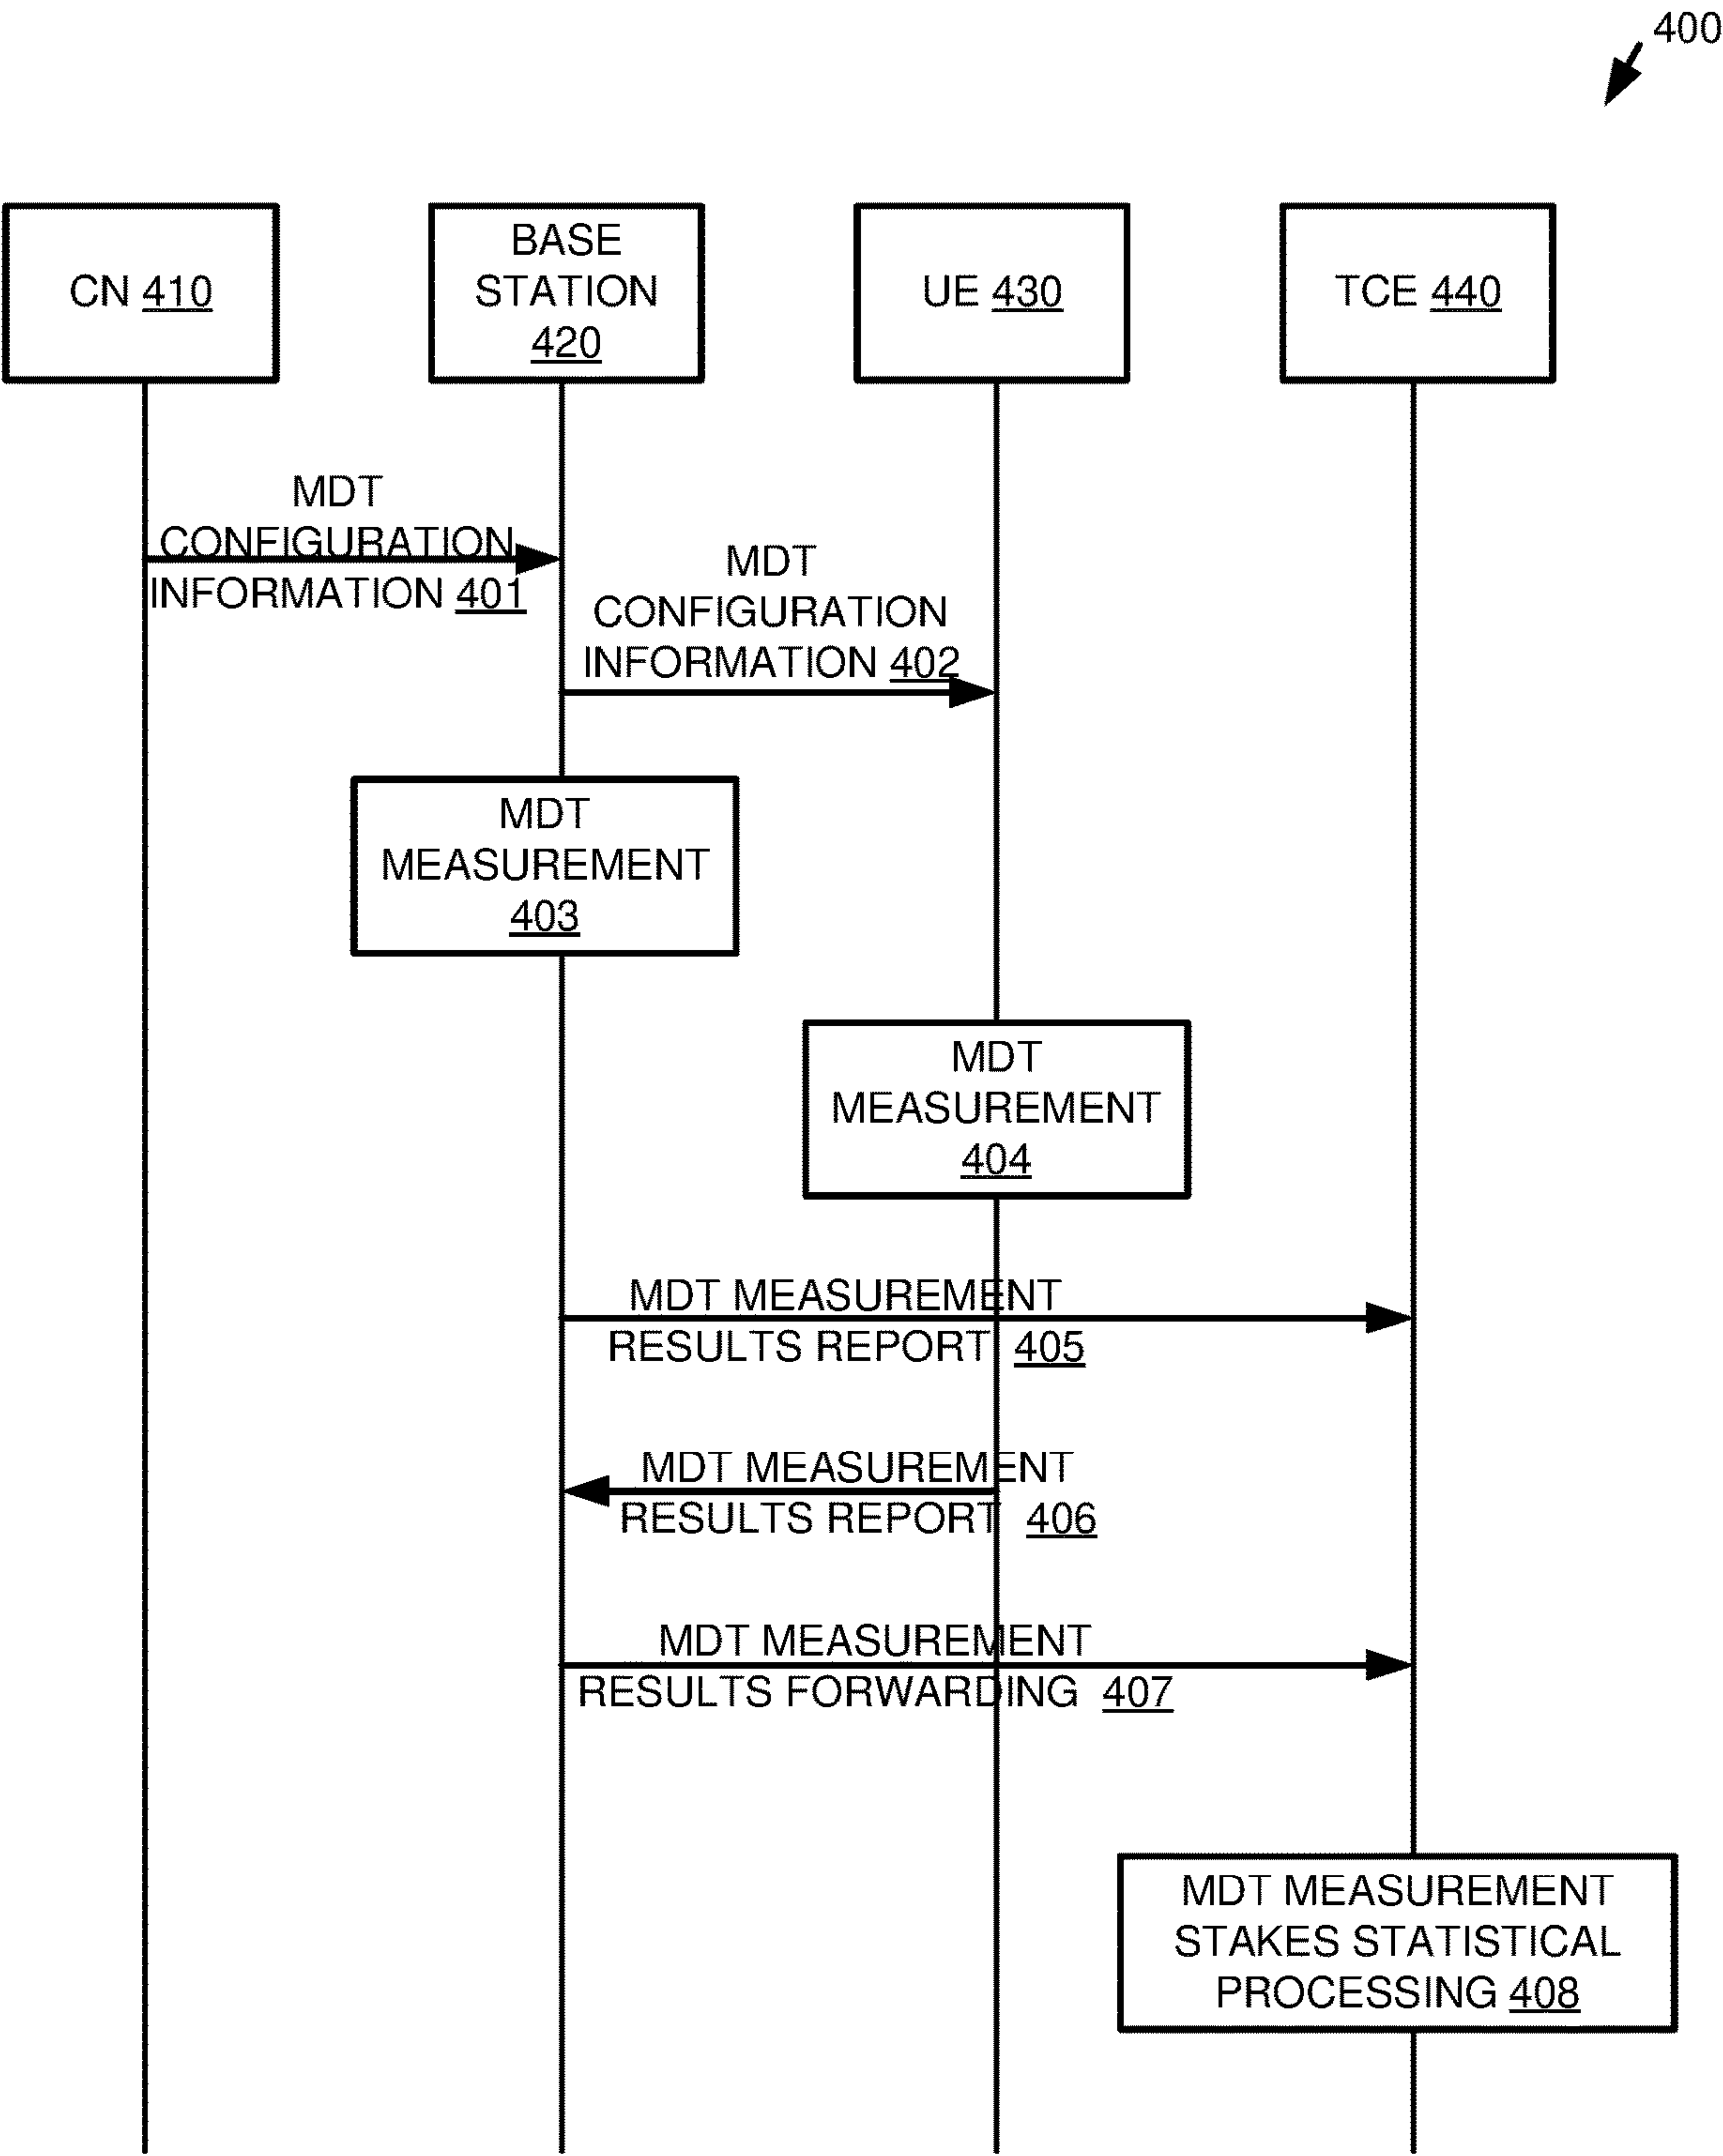 400
CN 410
BASE
STATION
420
UE 430
TCE 440
MDT
CONFIGURATION
INFORMATION 401
MDT
CONFIGURATION
INFORMATION 402
MDT
MEASUREMENT
403
MDT
MEASUREMENT
404
MDT MEASUREMENT
RESULTS REPORT 405
MDT MEASUREMENT
RESULTS REPORT 406
MDT MEASUREMENT
RESULTS FORWARDING 407
MDT MEASUREMENT
STAKES STATISTICAL
PROCESSING 408